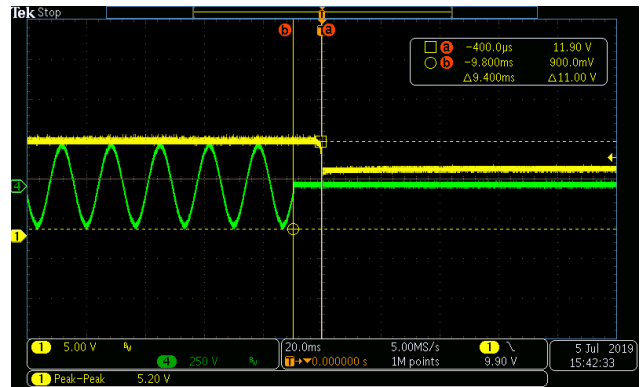 Tek Stop
T
b a
a -400.0µs 11.90 V
b -9.800ms 900.0mV
Δ9.400ms Δ11.00 V
4
1
1 5.00 V BW 20.0ms 5.00MS/s 1 9.90 V
4 250 V BW T→▼0.000000 s 1M points
5 Jul 2019
15:42:33
1 Peak-Peak 5.20 V